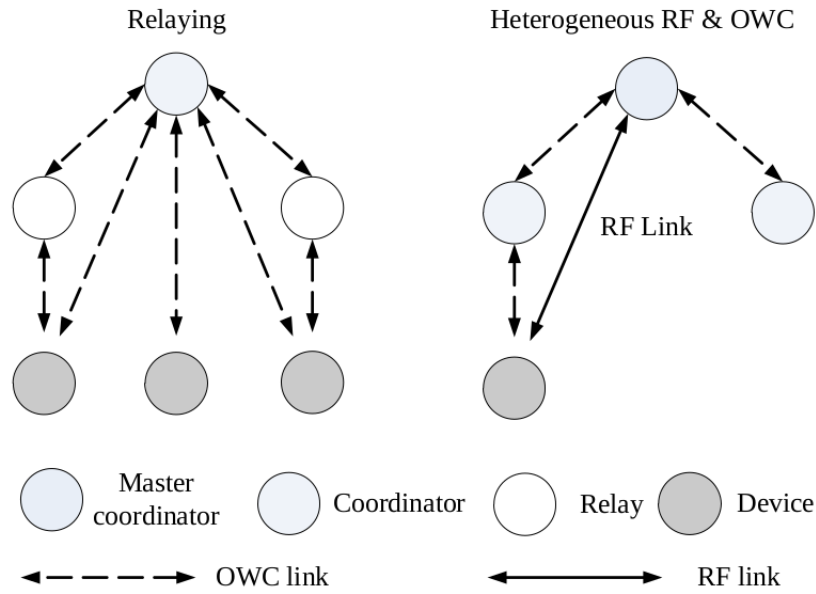 Relaying
Heterogeneous RF & OWC
RF Link
Master
coordinator
Coordinator
Relay
Device
OWC link
RF link